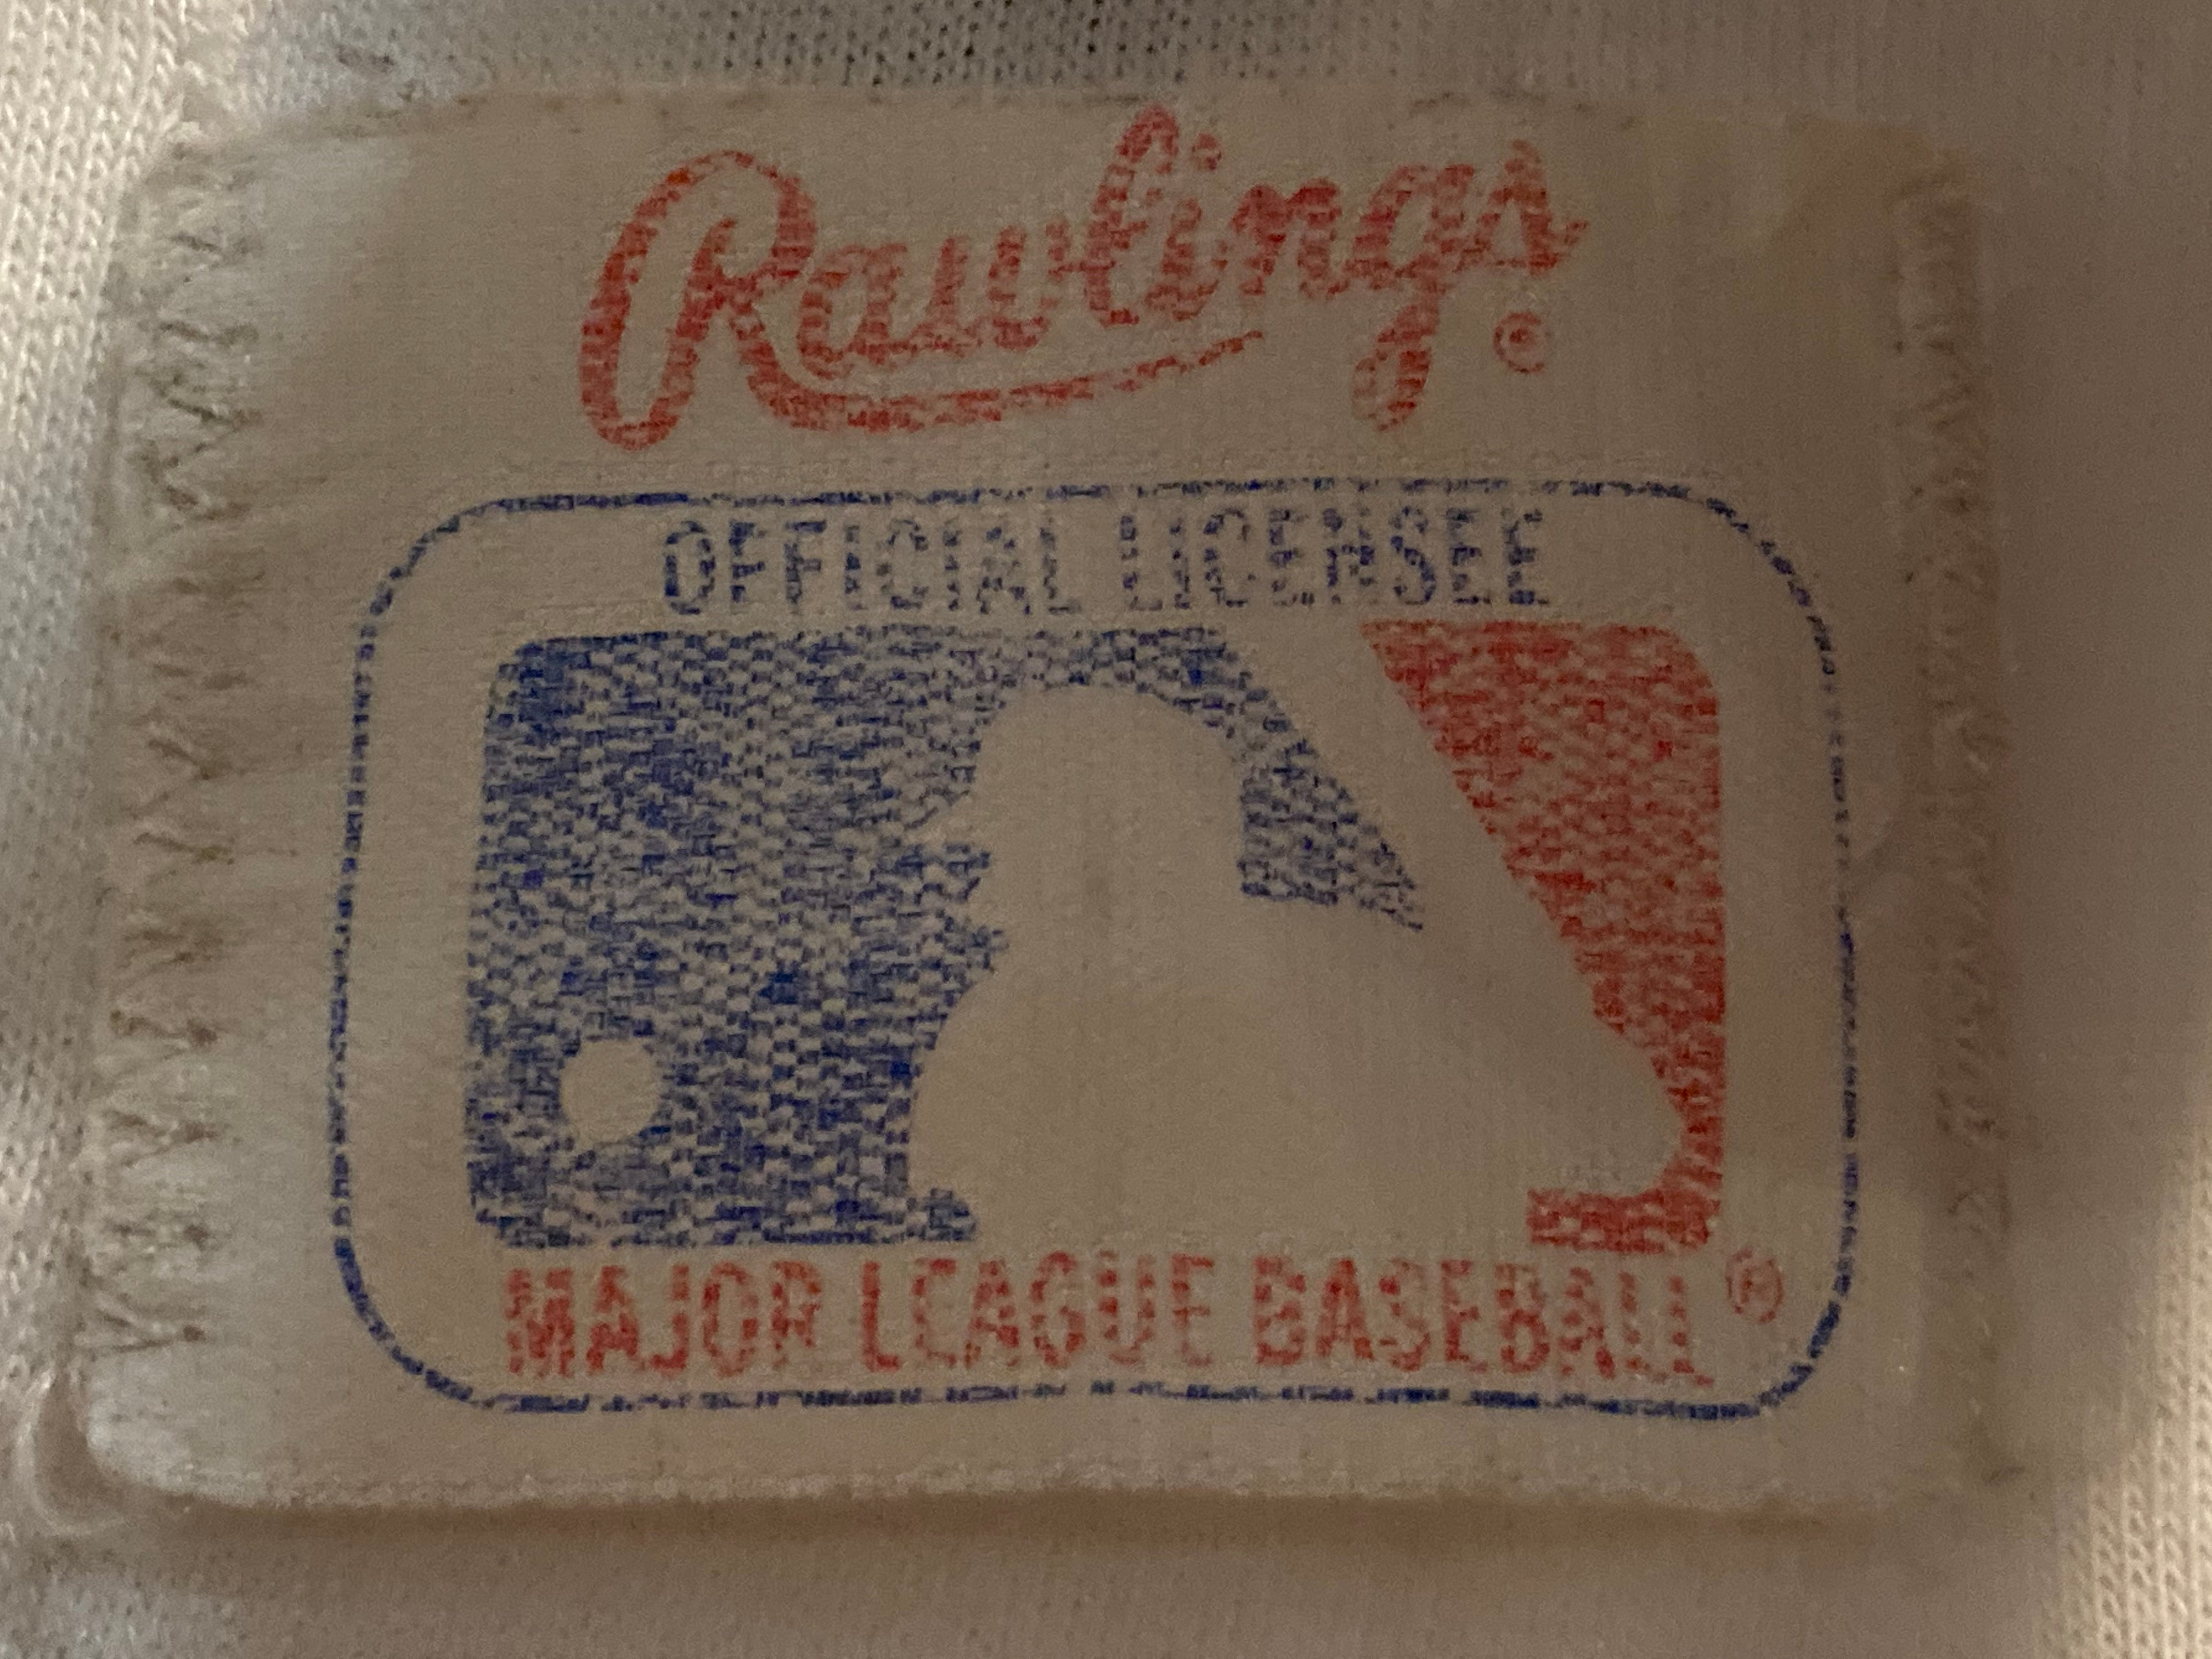 Rawlings ®
OFFICIAL LICENSEE
MAJOR LEAGUE BASEBALL ®